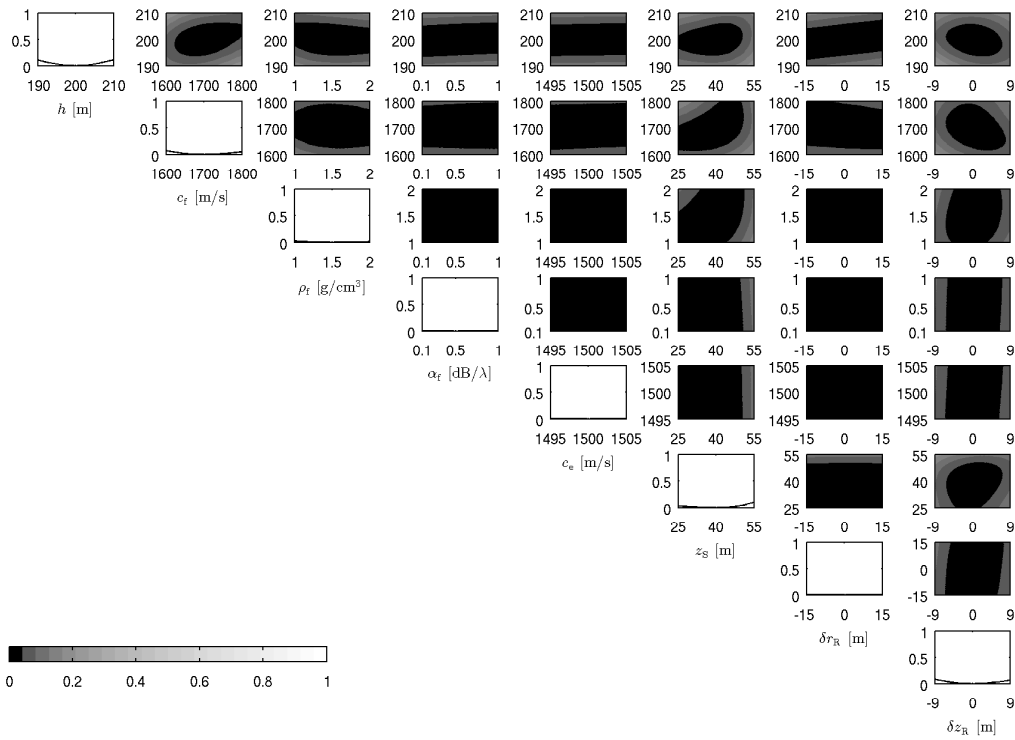 1 210 210 210 210 210 210 210
0.5 200 200 200 200 200 200 200
0 190 190 190 190 190 190 190
190 200 210 1600 1700 1800 1 1.5 2 0.1 0.5 1 1495 1500 1505 25 40 55 -15 0 15 -9 0 9
h [m]
1 1800 1800 1800 1800 1800 1800
0.5 1700 1700 1700 1700 1700 1700
0 1600 1600 1600 1600 1600 1600
1600 1700 1800 1 1.5 2 0.1 0.5 1 1495 1500 1505 25 40 55 -15 0 15 -9 0 9
c_f [m/s]
1 2 2 2 2 2
0.5 1.5 1.5 1.5 1.5 1.5
0 1 1 1 1 1
1 1.5 2 0.1 0.5 1 1495 1500 1505 25 40 55 -15 0 15 -9 0 9
ρ_f [g/cm³]
1 1 1 1 1
0.5 0.5 0.5 0.5 0.5
0 0.1 0.1 0.1 0.1
0.1 0.5 1 1495 1500 1505 25 40 55 -15 0 15 -9 0 9
α_f [dB/λ]
1 1505 1505 1505
0.5 1500 1500 1500
0 1495 1495 1495
1495 1500 1505 25 40 55 -15 0 15 -9 0 9
c_e [m/s]
1 55 55
0.5 40 40
0 25 25
25 40 55 -15 0 15 -9 0 9
z_S [m]
1 15
0.5 0
0 -15
-15 0 15 -9 0 9
δr_R [m]
1
0.5
0
0 0.2 0.4 0.6 0.8 1
-9 0 9
δz_R [m]